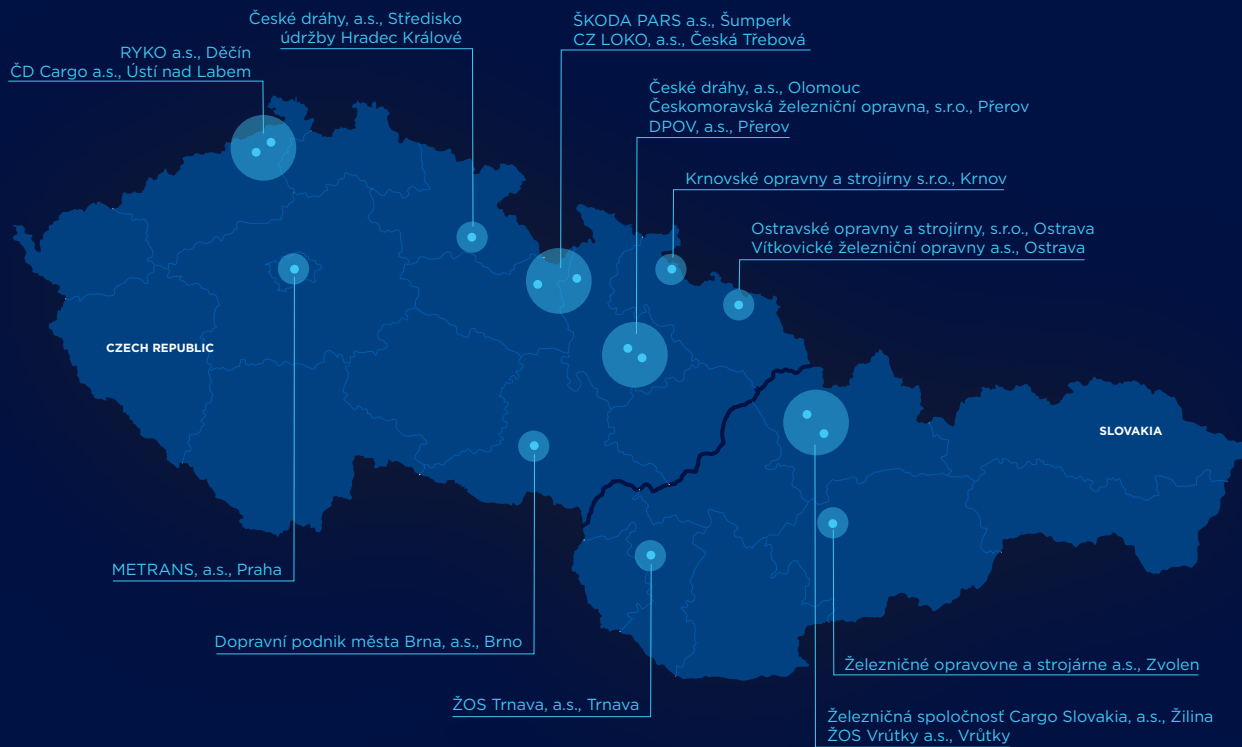 České dráhy, a.s., Středisko
údržby Hradec Králové
ŠKODA PARS a.s., Šumperk
CZ LOKO, a.s., Česká Třebová
RYKO a.s., Děčín
ČD Cargo a.s., Ústí nad Labem
České dráhy, a.s., Olomouc
Českomoravská železniční opravna, s.r.o., Přerov
DPOV, a.s., Přerov
Krnovské opravny a strojírny s.r.o., Krnov
Ostravské opravny a strojírny, s.r.o., Ostrava
Vítkovické železniční opravny a.s., Ostrava
CZECH REPUBLIC
SLOVAKIA
METRANS, a.s., Praha
Dopravní podnik města Brna, a.s., Brno
Železničné opravovne a strojárne a.s., Zvolen
ŽOS Trnava, a.s., Trnava
Železničná spoločnosť Cargo Slovakia, a.s., Žilina
ŽOS Vrútky a.s., Vrůtky